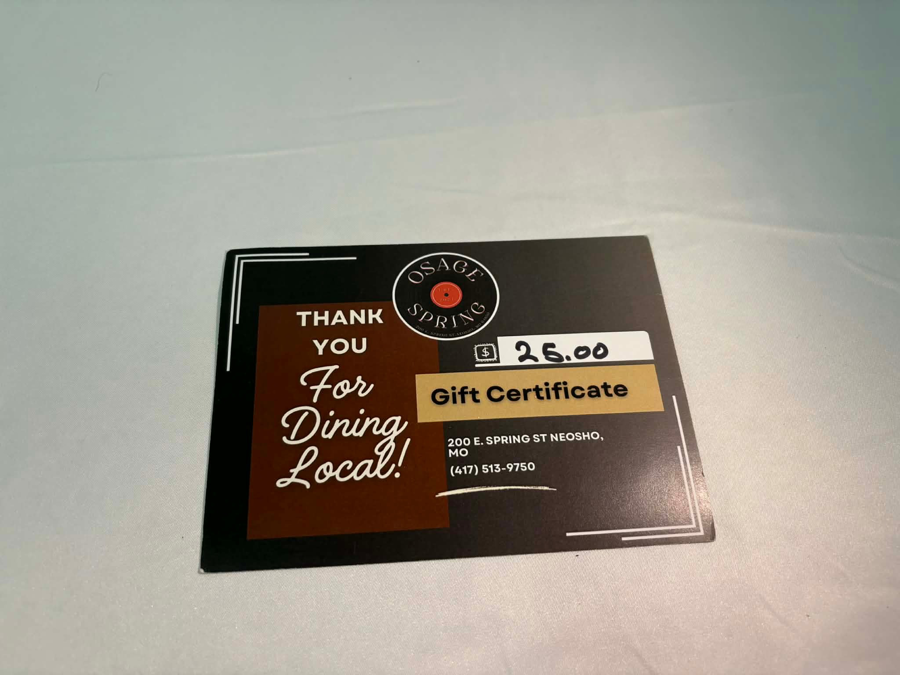 OSAGE
SPRING
THANK
YOU
For
Dining
Local!
$ 25.00
Gift Certificate
200 E. SPRING ST NEOSHO,
MO
(417) 513-9750